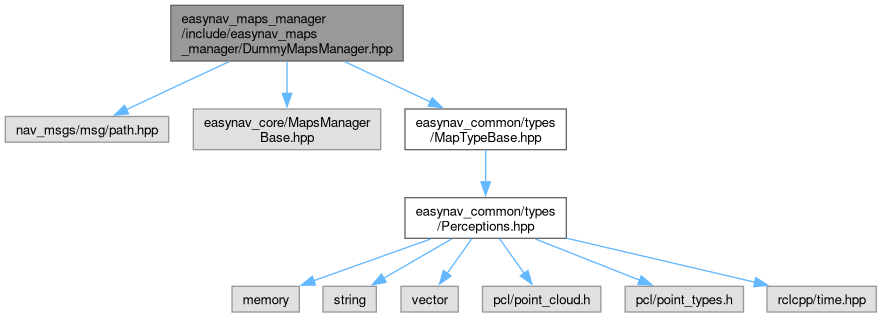 easynav_maps_manager
/include/easynav_maps
_manager/DummyMapsManager.hpp
nav_msgs/msg/path.hpp
easynav_core/MapsManager
Base.hpp
easynav_common/types
/MapTypeBase.hpp
easynav_common/types
/Perceptions.hpp
memory
string
vector
pcl/point_cloud.h
pcl/point_types.h
rclcpp/time.hpp